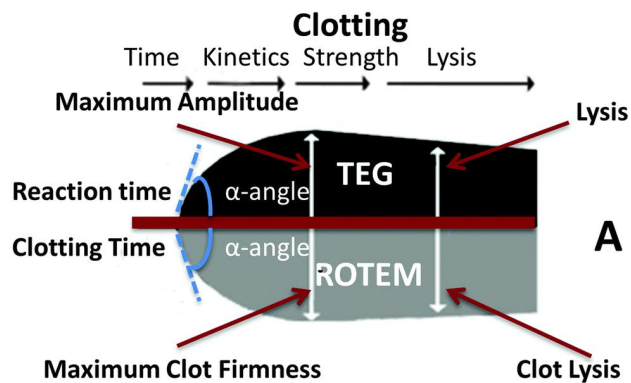 Clotting
Time Kinetics Strength Lysis
Maximum Amplitude
Lysis
TEG
Reaction time
α-angle
Clotting Time
α-angle
A
ROTEM
Maximum Clot Firmness
Clot Lysis